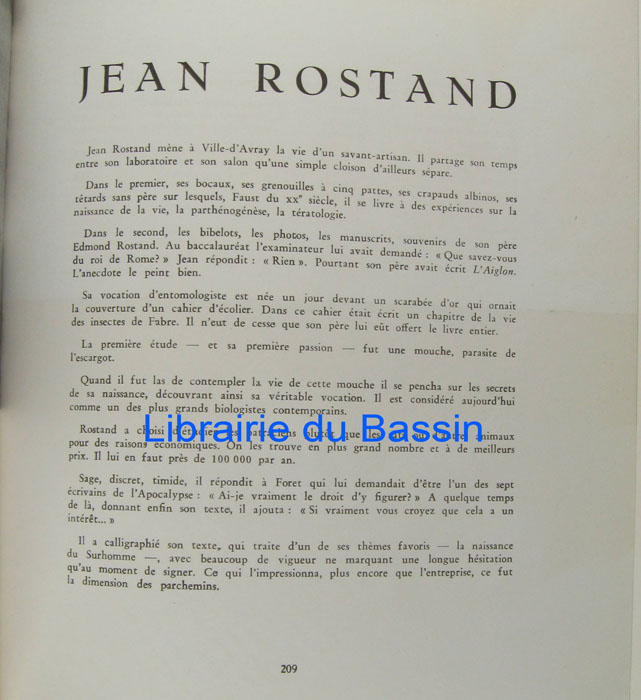 JEAN ROSTAND
Jean Rostand mène à Ville-d'Avray la vie d'un savant-artisan. Il partage son temps
entre son laboratoire et son salon qu'une simple cloison d'ailleurs sépare.
Dans le premier, ses bocaux, ses grenouilles à cinq pattes, ses crapauds albinos, ses
têtards sans père sur lesquels, Faust du XXe siècle, il se livre à des expériences sur la
naissance de la vie, la parthénogénèse, la tératologie.
Dans le second, les bibelots, les photos, les manuscrits, souvenirs de son père
Edmond Rostand. Au baccalauréat l'examinateur lui avait demandé : « Que savez-vous
du roi de Rome? » Jean répondit : « Rien ». Pourtant son père avait écrit L'Aiglon.
L'anecdote le peint bien.
Sa vocation d'entomologiste est née un jour devant un scarabée d'or qui ornait
la couverture d'un cahier d'écolier. Dans ce cahier était écrit un chapitre de la vie
des insectes de Fabre. Il n'eut de cesse que son père lui eût offert le livre entier.
La première étude — et sa première passion — fut une mouche, parasite de
l'escargot.
Quand il fut las de contempler la vie de cette mouche il se pencha sur les secrets
de sa naissance, découvrant ainsi sa véritable vocation. Il est considéré aujourd'hui
comme un des plus grands biologistes contemporains.
Rostand a choisi d'étudier les batraciens plutôt que les animaux
Librairie du Bassin
pour des raisons économiques. On les trouve en plus grand nombre et à de meilleurs
prix. Il lui en faut près de 100 000 par an.
Sage, discret, timide, il répondit à Foret qui lui demandait d'être l'un des sept
écrivains de l'Apocalypse : « Ai-je vraiment le droit d'y figurer? » A quelque temps
de là, donnant enfin son texte, il ajouta : « Si vraiment vous croyez que cela a un
intérêt... »
Il a calligraphié son texte, qui traite d'un de ses thèmes favoris — la naissance
du Surhomme —, avec beaucoup de vigueur ne marquant une longue hésitation
qu'au moment de signer. Ce qui l'impressionna, plus encore que l'entreprise, ce fut
la dimension des parchemins.
209